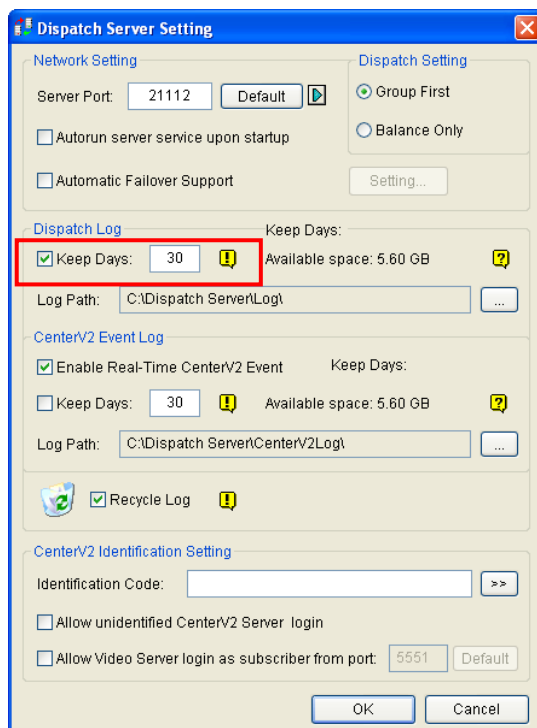 Dispatch Server Setting
Network Setting
Dispatch Setting
Server Port: 21112 Default
Group First
Autorun server service upon startup
Balance Only
Automatic Failover Support
Setting...
Dispatch Log
Keep Days:
Keep Days: 30 Available space: 5.60 GB
Log Path: C:\Dispatch Server\Log\ ...
CenterV2 Event Log
Enable Real-Time CenterV2 Event Keep Days:
Keep Days: 30 Available space: 5.60 GB
Log Path: C:\Dispatch Server\CenterV2Log\ ...
Recycle Log
CenterV2 Identification Setting
Identification Code: >>
Allow unidentified CenterV2 Server login
Allow Video Server login as subscriber from port: 5551 Default
OK Cancel